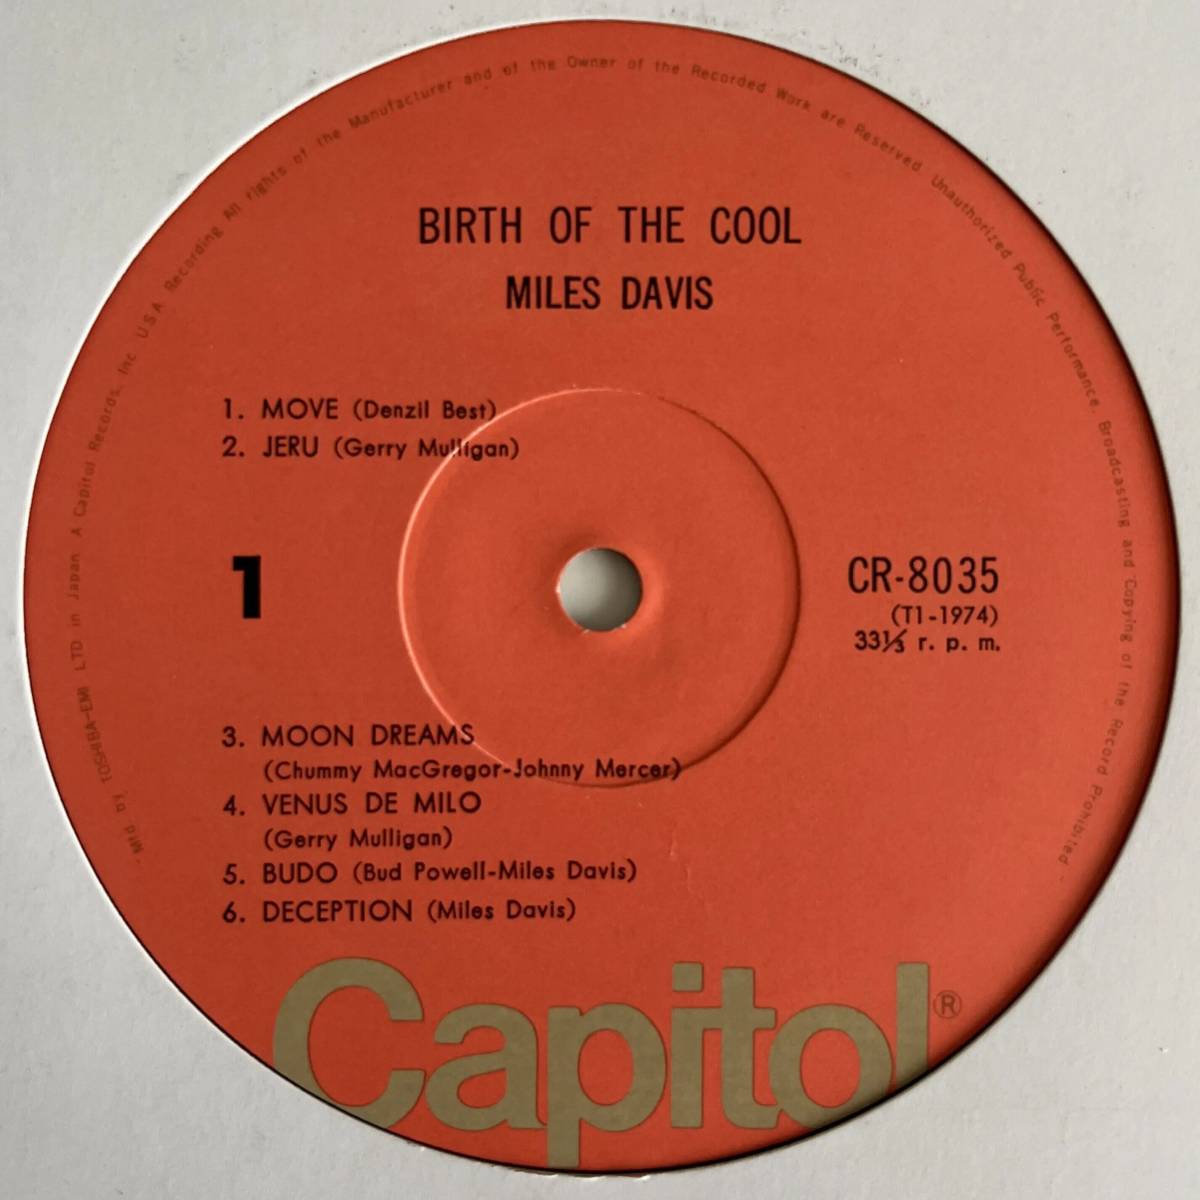 "Mfd by TOSHIBA-EMI LTD in Japan A Capitol Records, Inc U.S.A. Recording All rights of the Manufacturer and of the Owner of the Recorded Work are Reserved Unauthorized Public Performance, Broadcasting and Copying of the Record Prohibited"
BIRTH OF THE COOL
MILES DAVIS
1. MOVE (Denzil Best)
2. JERU (Gerry Mulligan)
1
CR-8035
(T1-1974)
33⅓ r. p. m.
3. MOON DREAMS
(Chummy MacGregor-Johnny Mercer)
4. VENUS DE MILO
(Gerry Mulligan)
5. BUDO (Bud Powell-Miles Davis)
6. DECEPTION (Miles Davis)
Capitol®